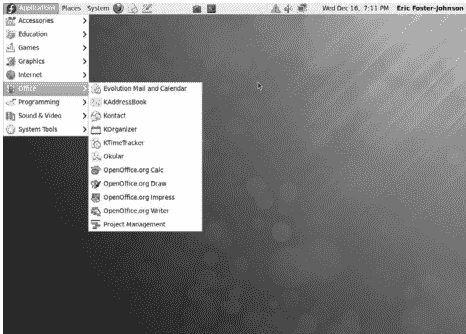 Applications Places System Wed Dec 16, 7:11 PM Eric Foster-Johnson
Accessories
Education
Games
Graphics
Internet
Office
Programming
Sound & Video
System Tools
Evolution Mail and Calendar
KAddressBook
Kontact
KOrganizer
KTimeTracker
Okular
OpenOffice.org Calc
OpenOffice.org Draw
OpenOffice.org Impress
OpenOffice.org Writer
Project Management